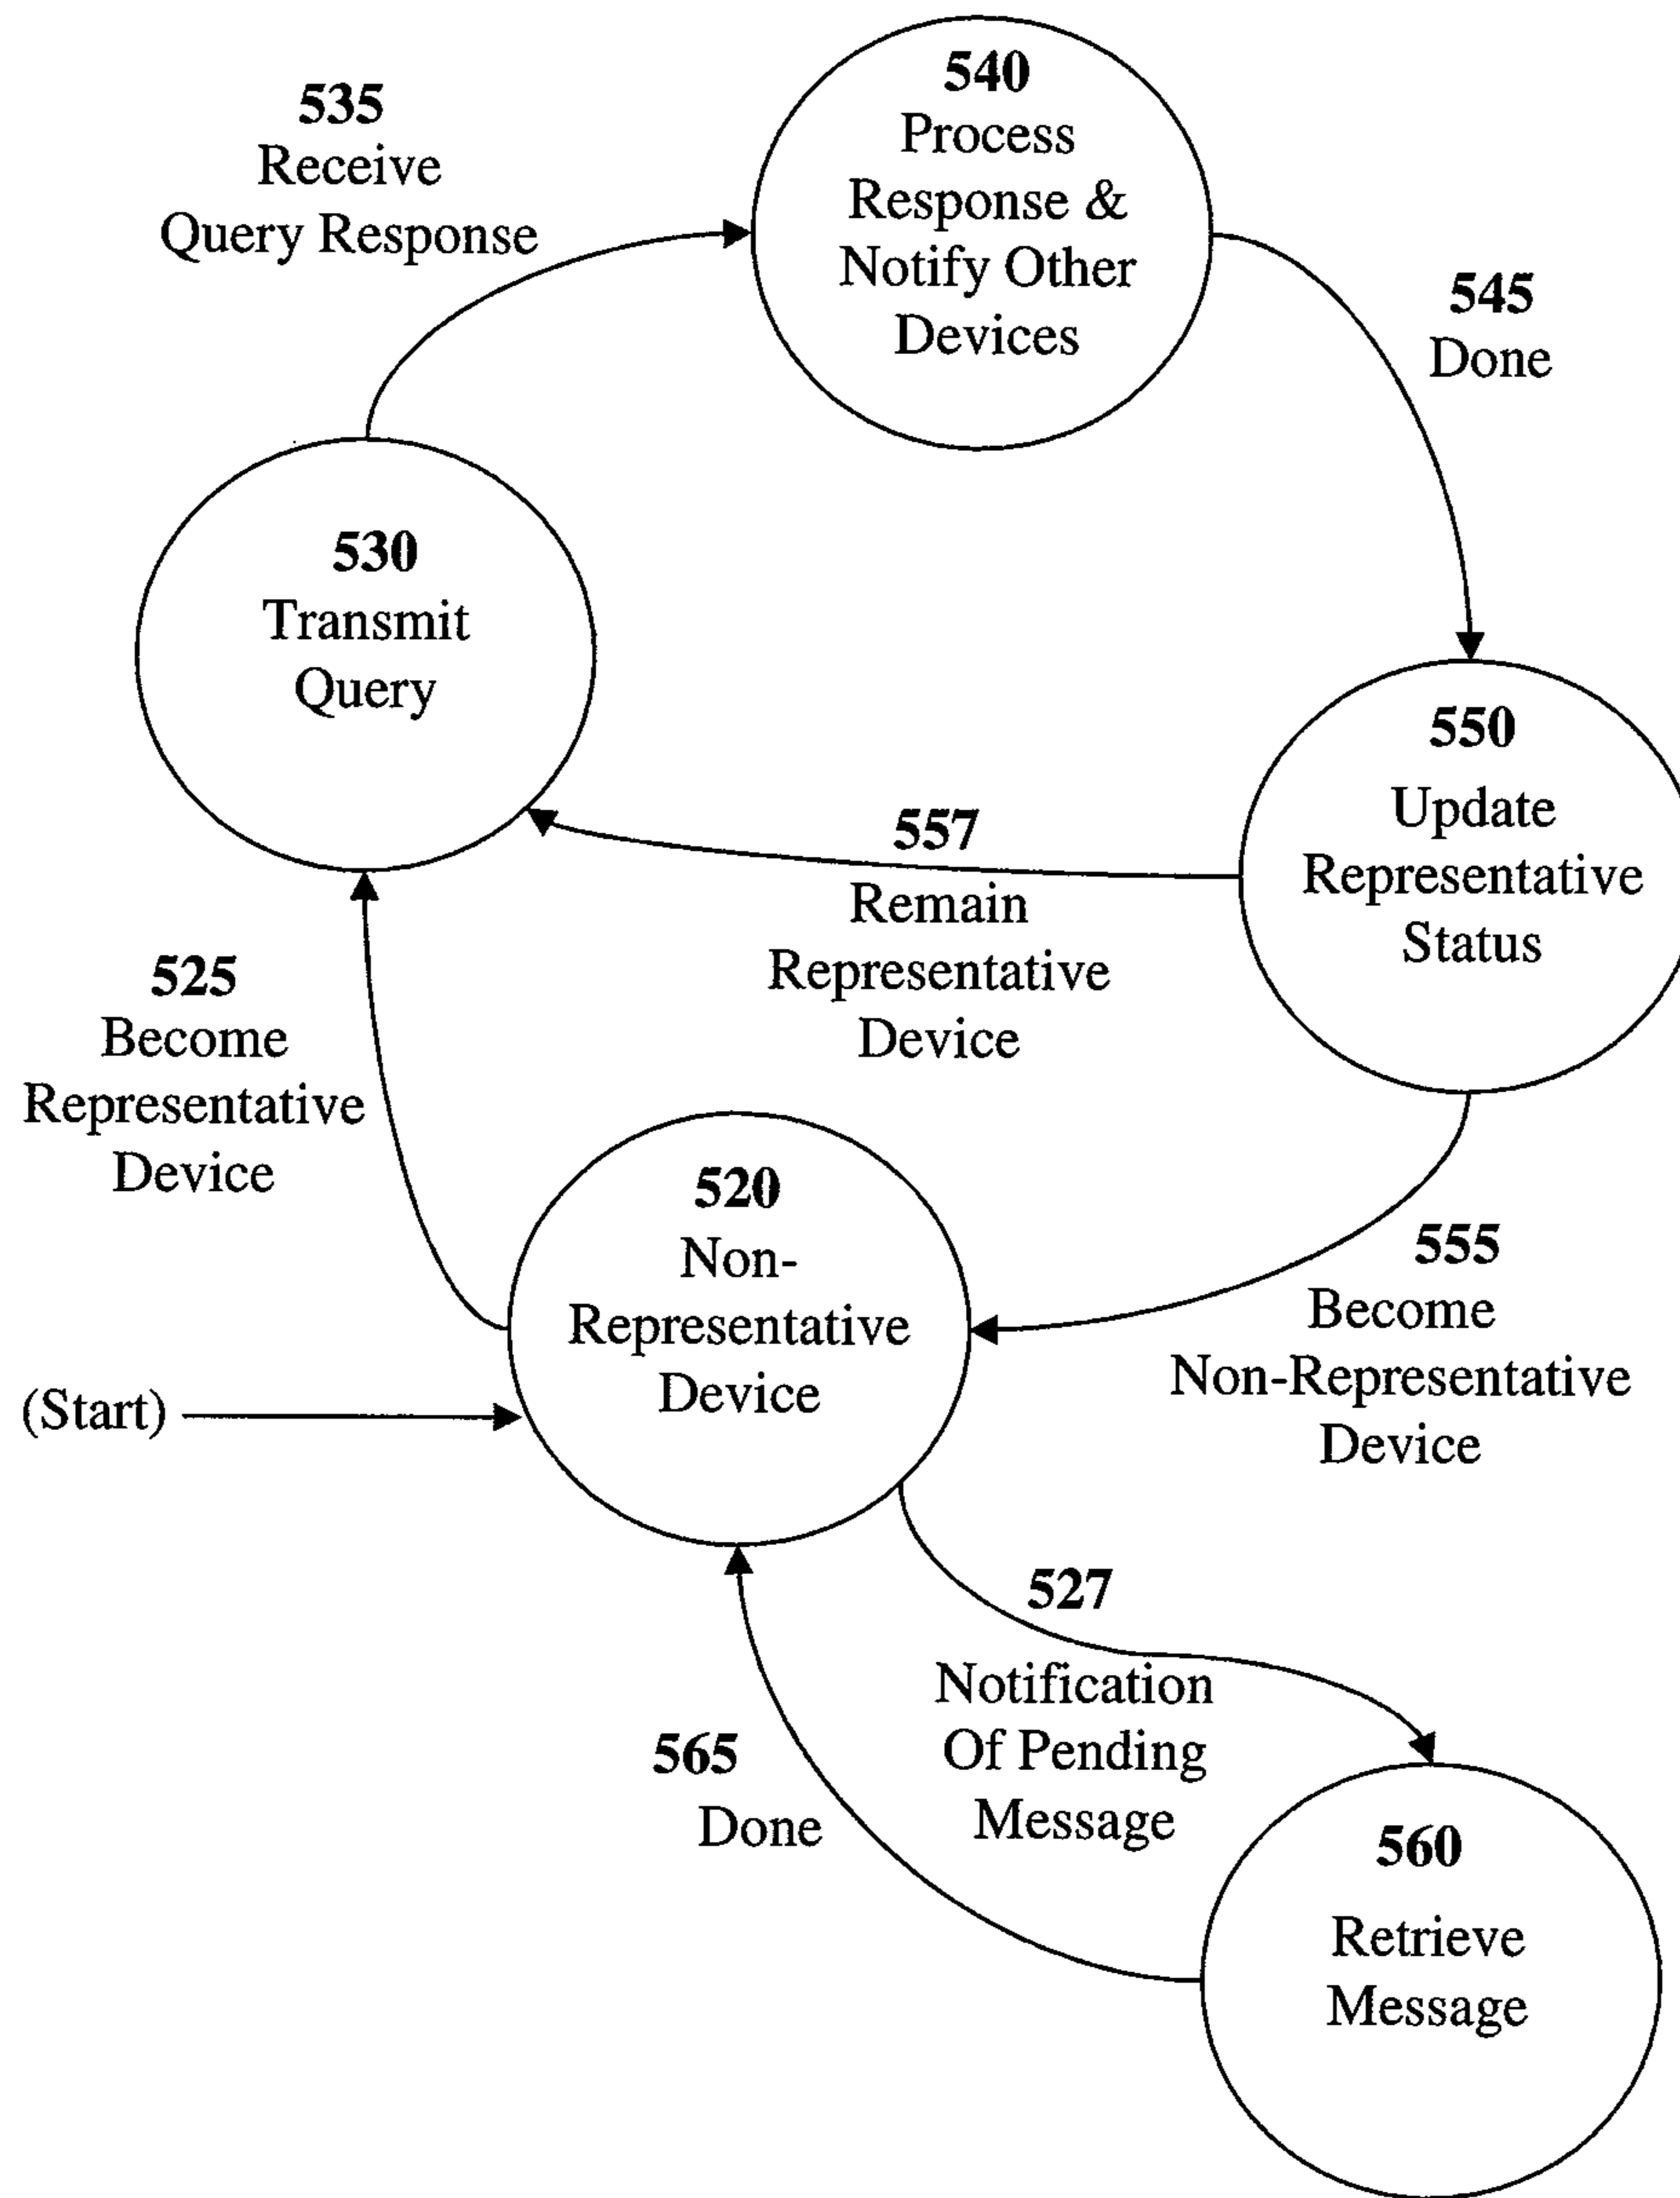 540
Process
Response &
Notify Other
Devices
535
Receive
Query Response
545
Done
530
Transmit
Query
550
Update
Representative
Status
557
Remain
Representative
Device
525
Become
Representative
Device
520
Non-
Representative
Device
555
Become
Non-Representative
Device
(Start)
527
Notification
Of Pending
Message
565
Done
560
Retrieve
Message